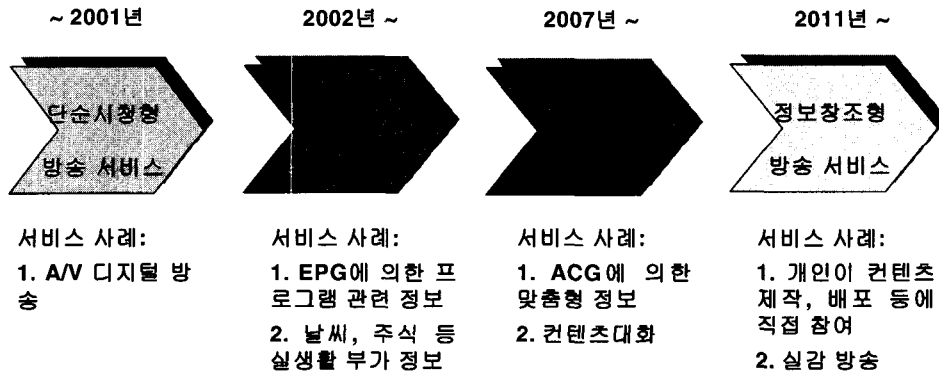 ~ 2001년
2002년 ~
2007년 ~
2011년 ~
단순시청형
방송 서비스
정보창조형
방송 서비스
서비스 사례:
1. A/V 디지털 방
송
서비스 사례:
1. EPG에 의한 프
로그램 관련 정보
2. 날씨, 주식 등
실생활 부가 정보
서비스 사례:
1. ACG에 의한
맞춤형 정보
2. 컨텐츠대화
서비스 사례:
1. 개인이 컨텐츠
제작, 배포 등에
직접 참여
2. 실감 방송